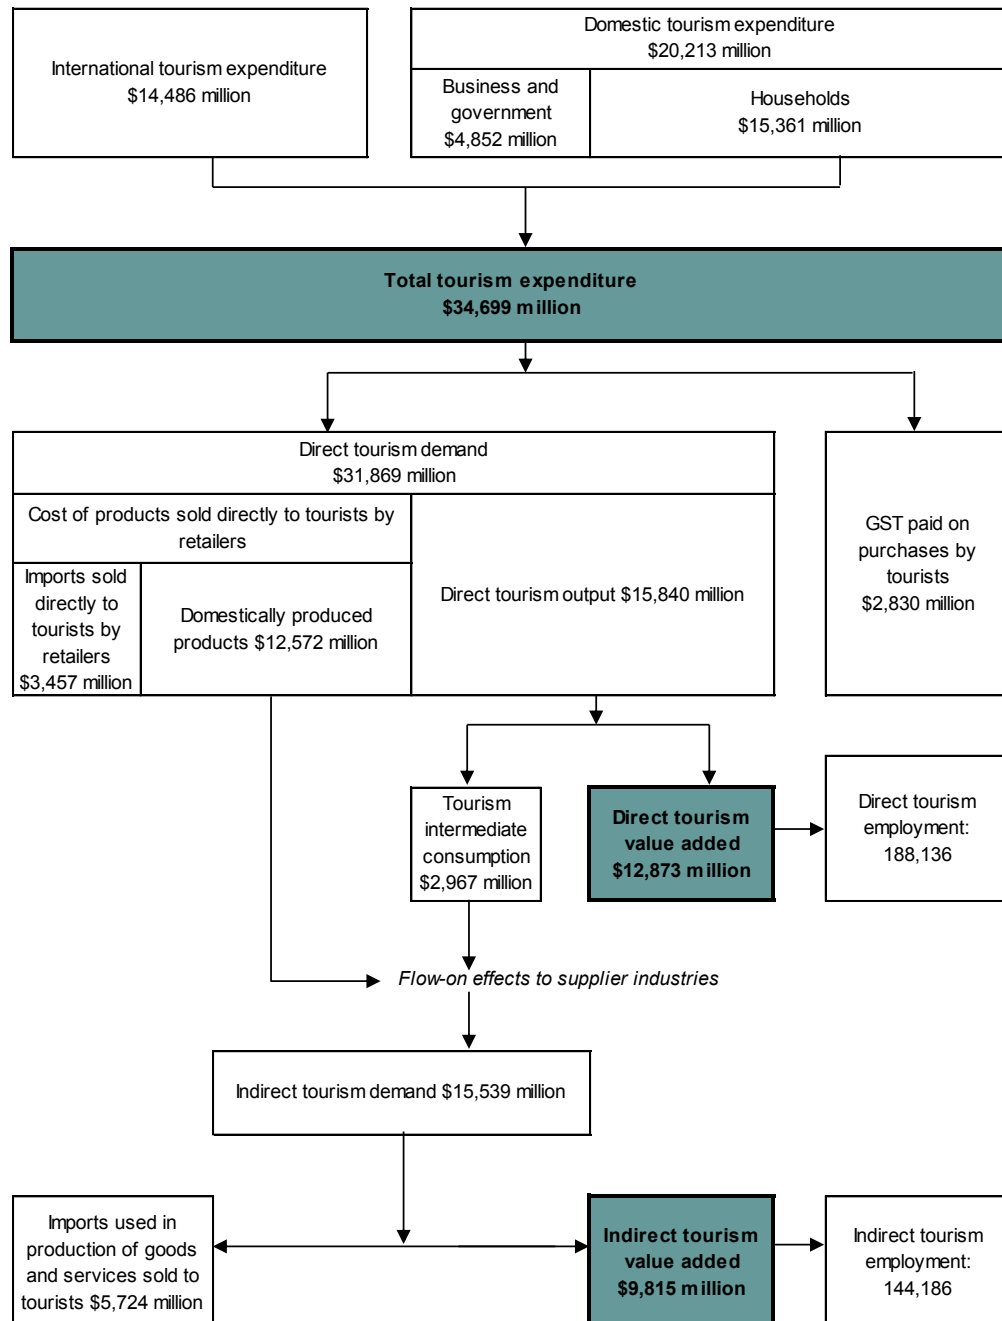 International tourism expenditure
$14,486 million
Domestic tourism expenditure
$20,213 million
Business and
government
$4,852 million
Households
$15,361 million
Total tourism expenditure
$34,699 million
Direct tourism demand
$31,869 million
Cost of products sold directly to tourists by
retailers
Imports sold
directly to
tourists by
retailers
$3,457 million
Domestically produced
products $12,572 million
Direct tourism output $15,840 million
GST paid on
purchases by
tourists
$2,830 million
Tourism
intermediate
consumption
$2,967 million
Direct tourism
value added
$12,873 million
Direct tourism
employment:
188,136
Flow-on effects to supplier industries
Indirect tourism demand $15,539 million
Imports used in
production of goods
and services sold to
tourists $5,724 million
Indirect tourism
value added
$9,815 million
Indirect tourism
employment:
144,186